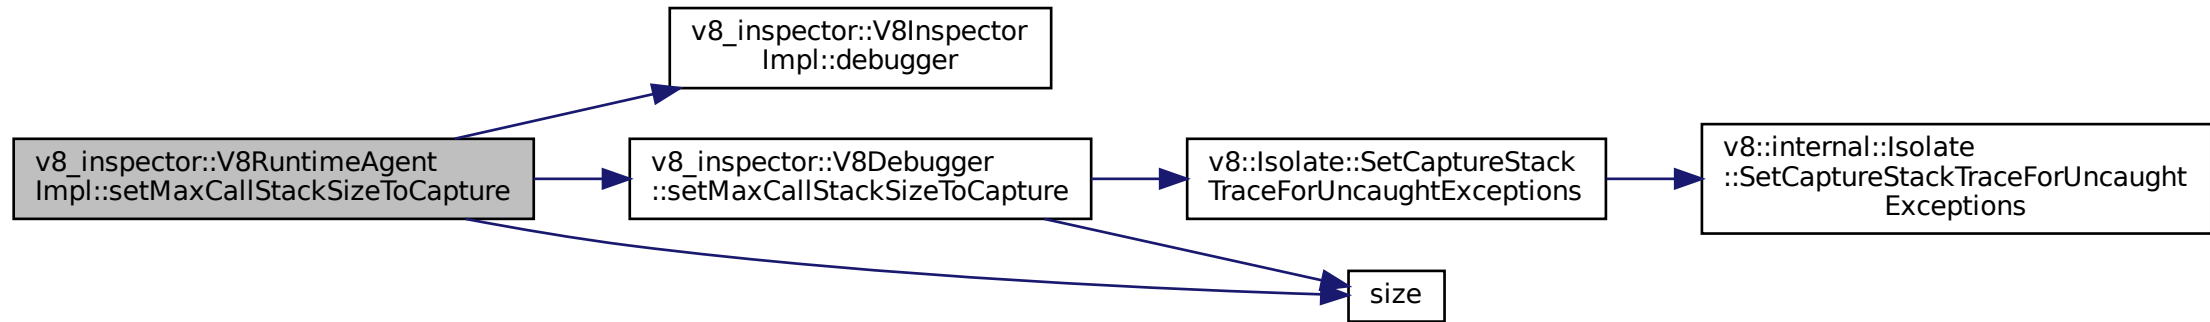 v8_inspector::V8Inspector
Impl::debugger
v8_inspector::V8RuntimeAgent
Impl::setMaxCallStackSizeToCapture
v8_inspector::V8Debugger
::setMaxCallStackSizeToCapture
v8::Isolate::SetCaptureStack
TraceForUncaughtExceptions
v8::internal::Isolate
::SetCaptureStackTraceForUncaught
Exceptions
size